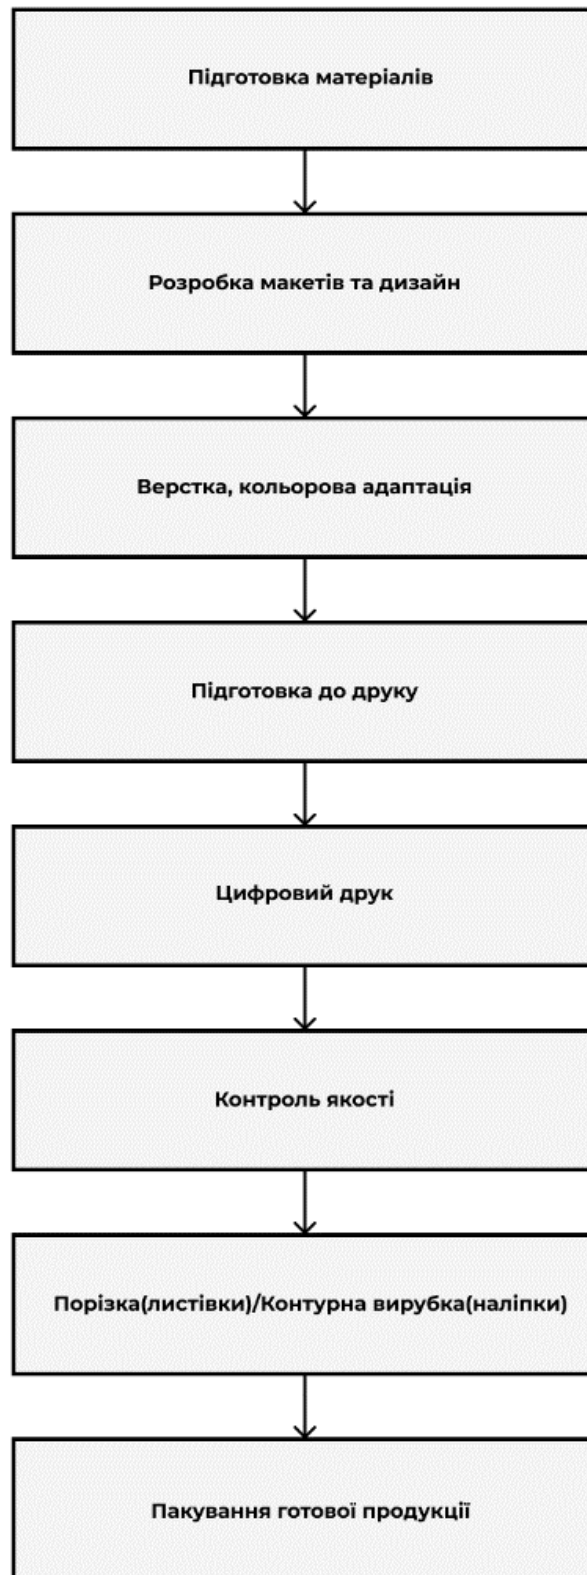 Підготовка матеріалів
Розробка макетів та дизайн
Верстка, кольорова адаптація
Підготовка до друку
Цифровий друк
Контроль якості
Порізка(листівки)/Контурна вирубка(наліпки)
Пакування готової продукції